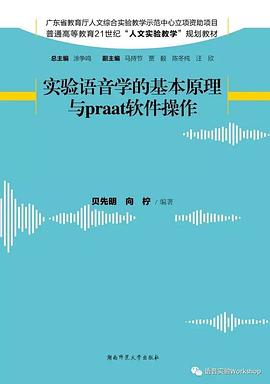 广东省教育厅人文综合实验教学示范中心立项资助项目
普通高等教育21世纪“人文实验教学”规划教材
总主编 涂争鸣 副主编 马持节 贾毅 陈冬纯 汪欣
实验语音学的基本原理
与praat软件操作
贝先明 向柠/编著
湖南师范大学出版社
语音实验Workshop